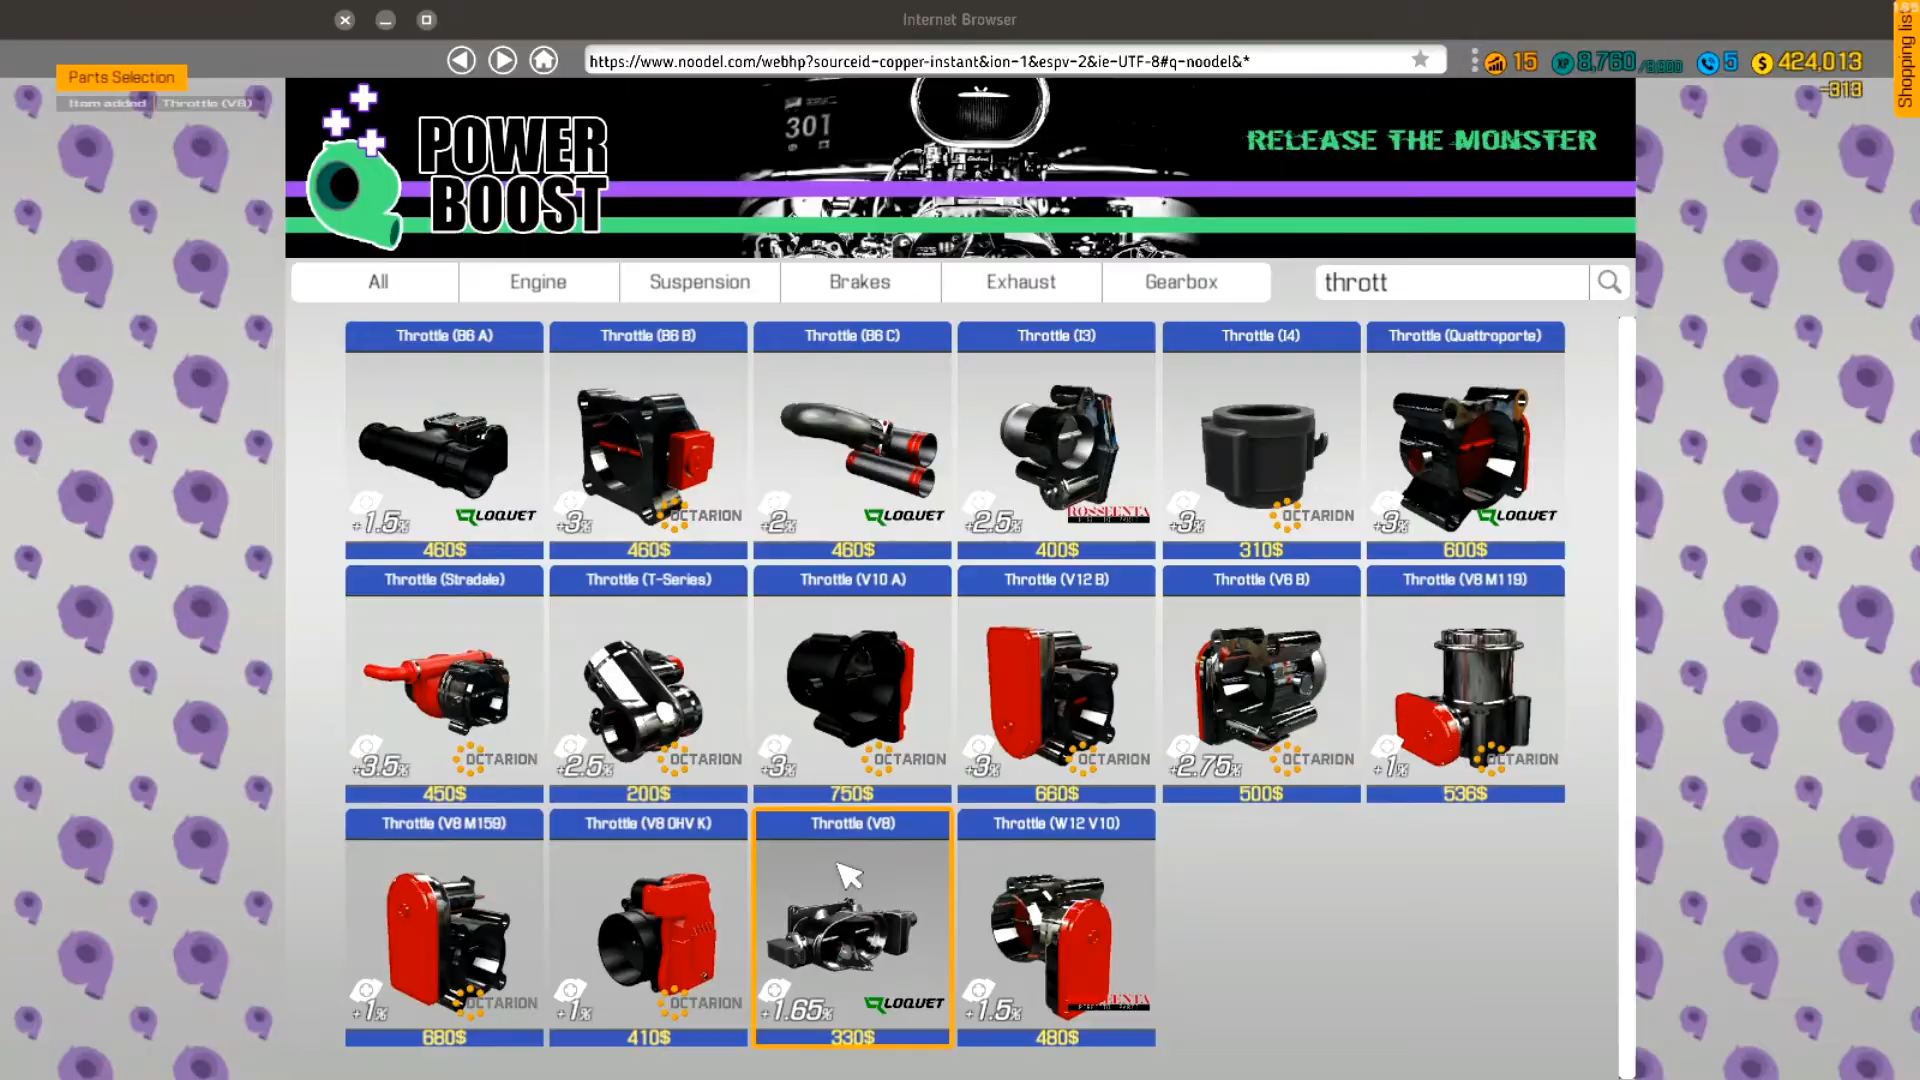 Internet Browser
https://www.noodel.com/webhp?sourceid-copper-instant&ion-1&espv-2&ie-UTF-8#q-noodel&*
15
XP 8,760
5
$ 424,013
-313
Shopping list
Parts Selection
Item added Throttle (V8)
POWER
BOOST
301
RELEASE THE MONSTER
All Engine Suspension Brakes Exhaust Gearbox
thrott
Throttle (B6 A) Throttle (B6 B) Throttle (B6 C) Throttle (I3) Throttle (I4) Throttle (Quattroporte)
+1.5% LOQUET +3% OCTARION +2% LOQUET +2.5% +3% OCTARION +3% LOQUET
460$ 460$ 460$ 400$ 310$ 600$
Throttle (Stradale) Throttle (T-Series) Throttle (V10 A) Throttle (V12 B) Throttle (V6 B) Throttle (V8 M119)
+3.5% OCTARION +2.5% OCTARION +3% OCTARION +3% OCTARION +2.75% OCTARION +1% OCTARION
450$ 200$ 750$ 660$ 500$ 536$
Throttle (V8 M159) Throttle (V8 OHV K) Throttle (V8) Throttle (W12 V10)
+1% OCTARION +1% OCTARION +1.65% LOQUET +1.5%
680$ 410$ 330$ 480$